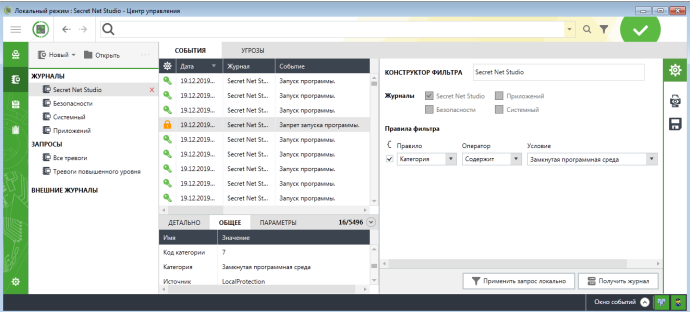 Локальный режим : Secret Net Studio - Центр управления
Новый Открыть
СОБЫТИЯ УГРОЗЫ
ЖУРНАЛЫ
Secret Net Studio
Безопасности
Системный
Приложений
ЗАПРОСЫ
Все тревоги
Тревоги повышенного уровня
ВНЕШНИЕ ЖУРНАЛЫ
Дата Журнал Событие
19.12.2019... Secret Net St... Запуск программы.
19.12.2019... Secret Net St... Запуск программы.
19.12.2019... Secret Net St... Запуск программы.
19.12.2019... Secret Net St... Запрет запуска программы.
19.12.2019... Secret Net St... Запуск программы.
19.12.2019... Secret Net St... Запуск программы.
19.12.2019... Secret Net St... Запуск программы.
19.12.2019... Secret Net St... Запуск программы.
19.12.2019... Secret Net St... Запуск программы.
ДЕТАЛЬНО ОБЩЕЕ ПАРАМЕТРЫ 16/5496
Имя Значение
Код категории 7
Категория Замкнутая программная среда
Источник LocalProtection
КОНСТРУКТОР ФИЛЬТРА Secret Net Studio
Журналы Secret Net Studio Приложений
Безопасности Системный
Правила фильтра
( Правило Оператор Условие
Категория Содержит Замкнутая программная среда
Применить запрос локально Получить журнал
Окно событий